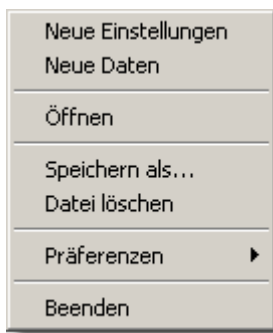 Neue Einstellungen
Neue Daten
Öffnen
Speichern als...
Datei löschen
Präferenzen
Beenden